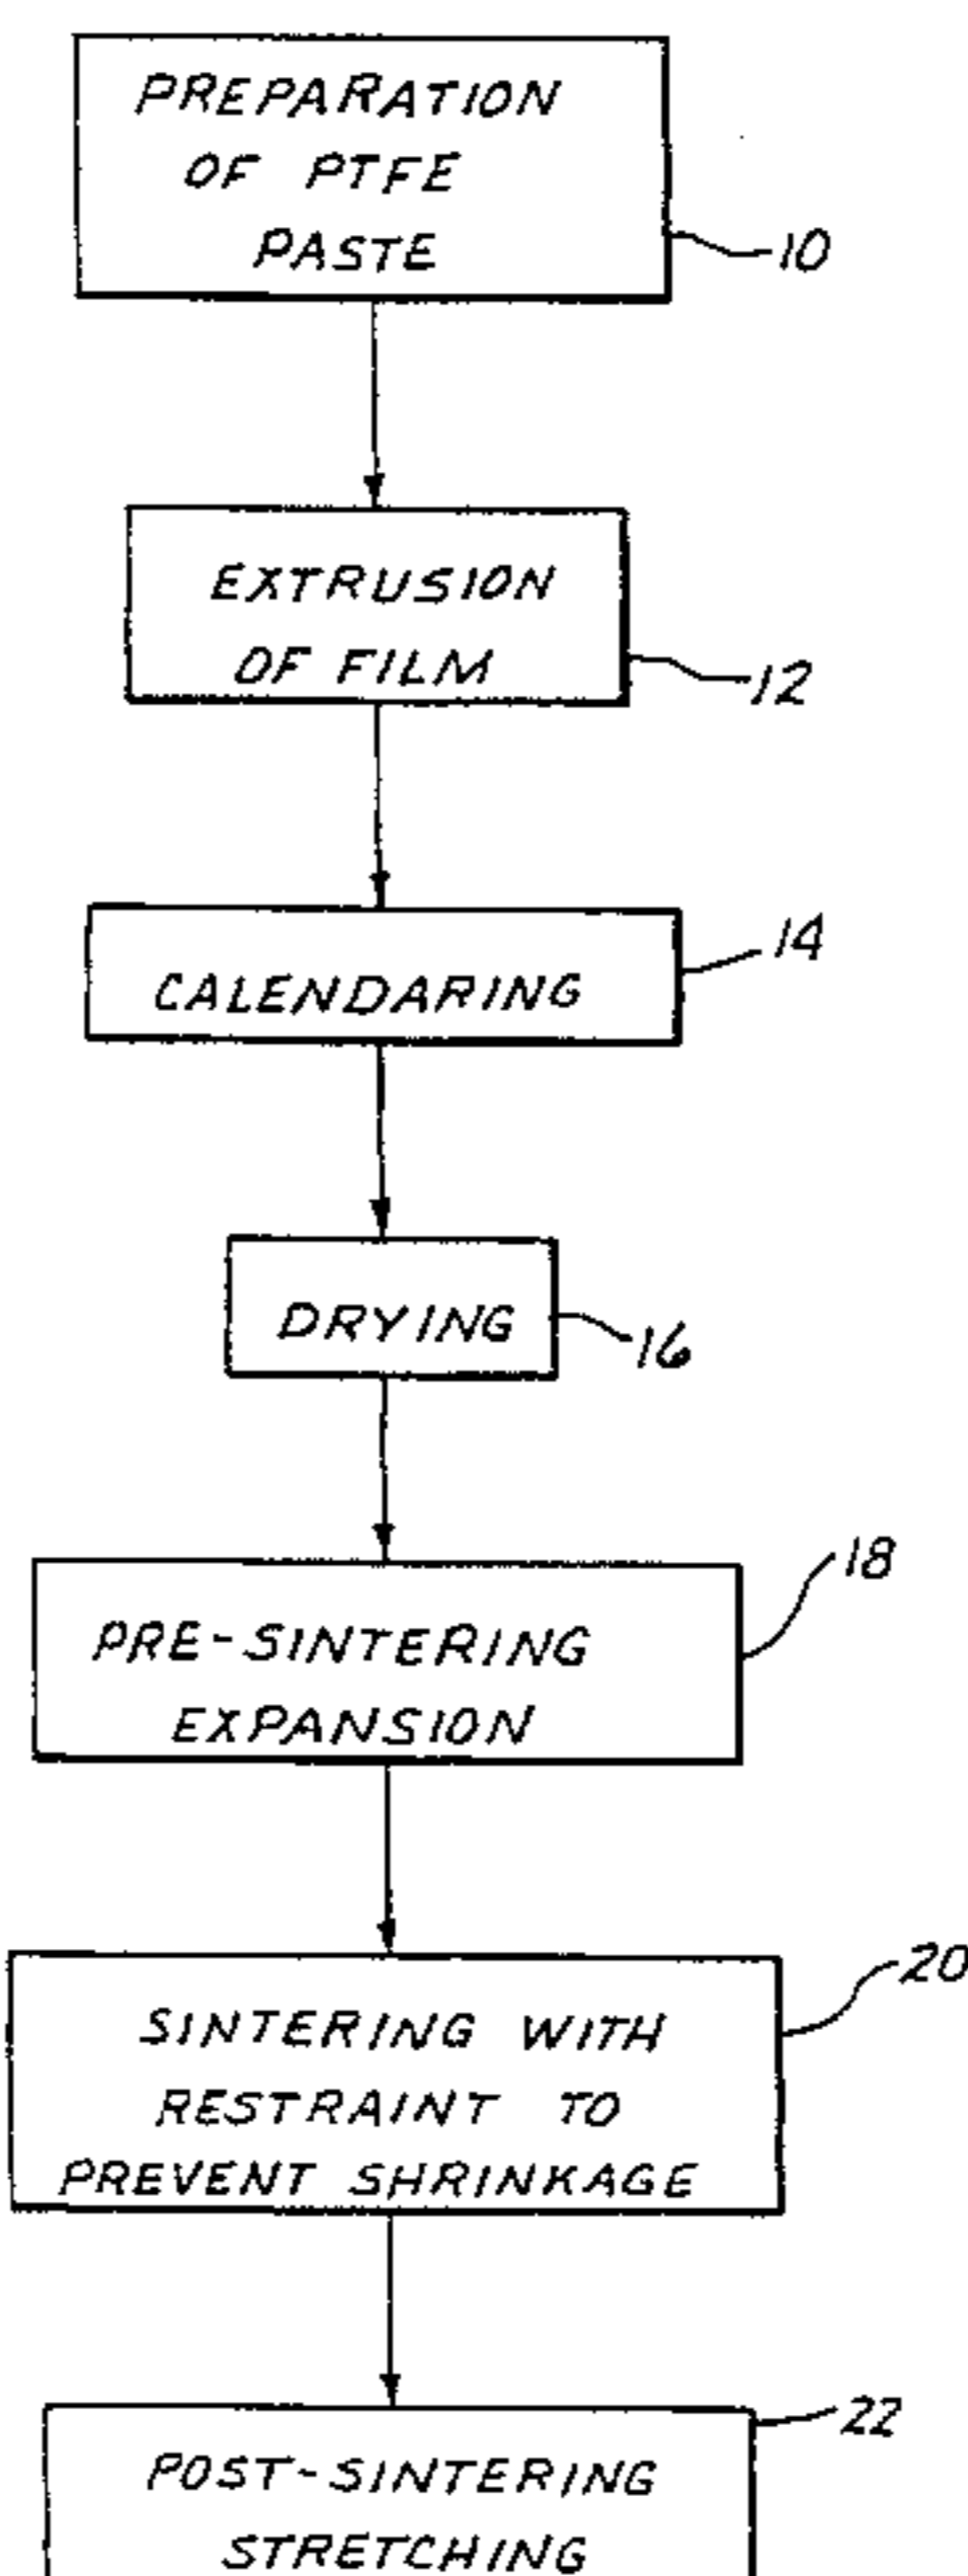 PREPARATION
OF PTFE
PASTE
10
EXTRUSION
OF FILM
12
14
CALENDARING
DRYING
16
18
PRE-SINTERING
EXPANSION
20
SINTERING WITH
RESTRAINT TO
PREVENT SHRINKAGE
22
POST-SINTERING
STRETCHING